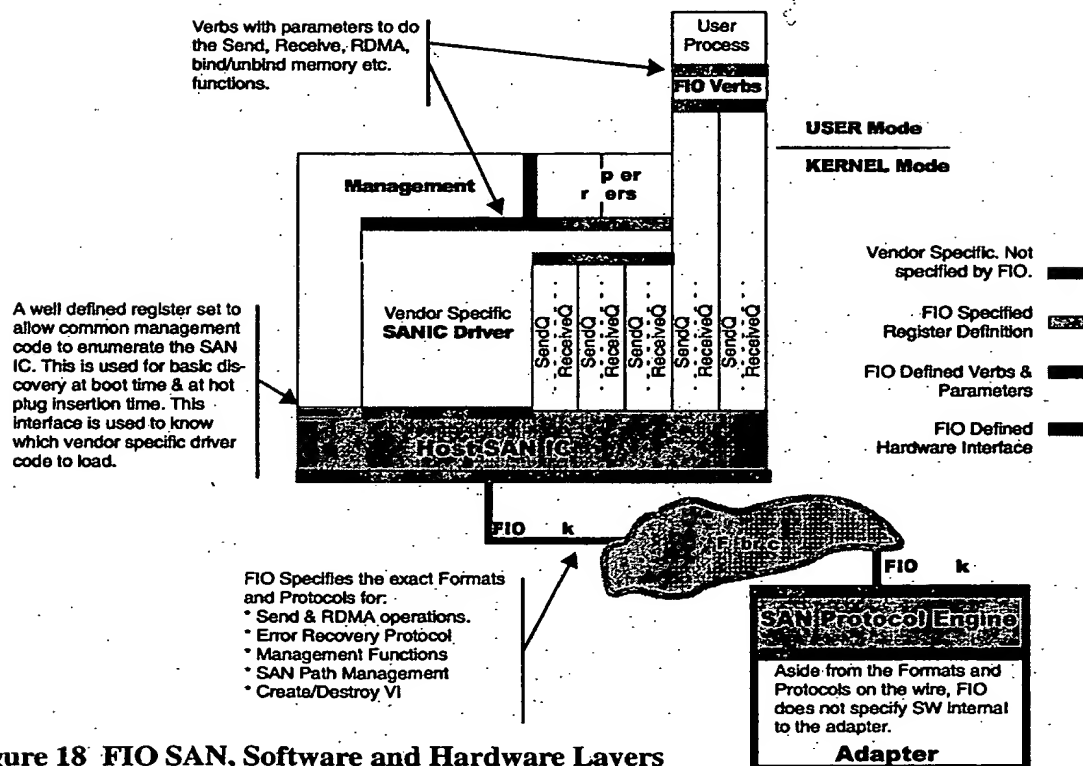 Verbs with parameters to do
the Send, Receive, RDMA,
bind/unbind memory etc.
functions.
User
Process
FIO Verbs
USER Mode
KERNEL Mode
Management
Vendor Specific. Not
specified by FIO.
FIO Specified
Register Definition
FIO Defined Verbs &
Parameters
FIO Defined
Hardware Interface
A well defined register set to
allow common management
code to enumerate the SAN
IC. This is used for basic dis-
covery at boot time & at hot
plug insertion time. This
interface is used to know
which vendor specific driver
code to load.
Vendor Specific
SANIC Driver
SendQ
ReceiveQ
SendQ
ReceiveQ
SendQ
ReceiveQ
SendQ
ReceiveQ
SendQ
ReceiveQ
Host SAN IC
FIO
FIO
FIO Specifies the exact Formats
and Protocols for:
* Send & RDMA operations.
* Error Recovery Protocol
* Management Functions
* SAN Path Management
* Create/Destroy VI
SAN Protocol Engine
Aside from the Formats and
Protocols on the wire, FIO
does not specify SW internal
to the adapter.
Adapter
gure 18 FIO SAN, Software and Hardware Layers